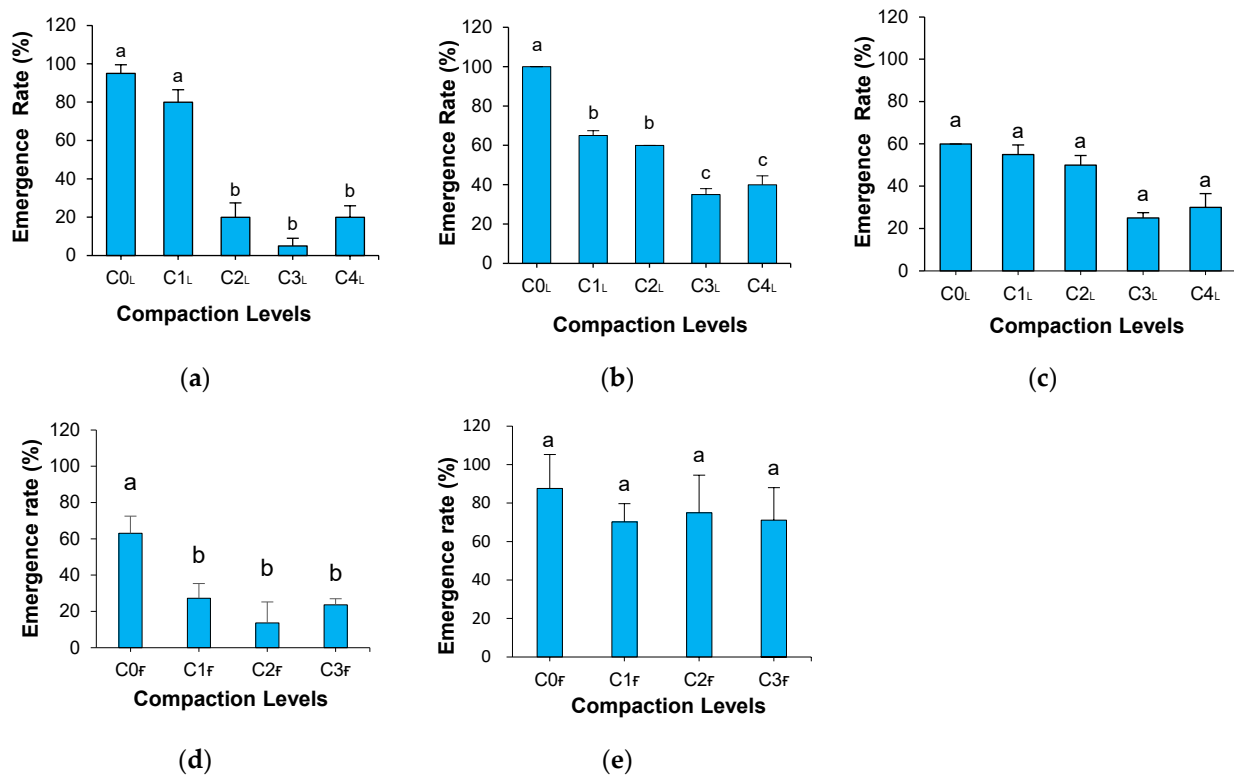 120
100
80
60
40
20
0
Emergence Rate (%)
a
a
b
b
b
C0L
C1L
C2L
C3L
C4L
Compaction Levels
(a)
120
100
80
60
40
20
0
Emergence Rate (%)
a
b
b
c
c
C0L
C1L
C2L
C3L
C4L
Compaction Levels
(b)
120
100
80
60
40
20
0
Emergence Rate (%)
a
a
a
a
a
C0L
C1L
C2L
C3L
C4L
Compaction Levels
(c)
120
100
80
60
40
20
0
Emergence rate (%)
a
b
b
b
C0F
C1F
C2F
C3F
Compaction Levels
(d)
120
100
80
60
40
20
0
Emergence rate (%)
a
a
a
a
C0F
C1F
C2F
C3F
Compaction Levels
(e)